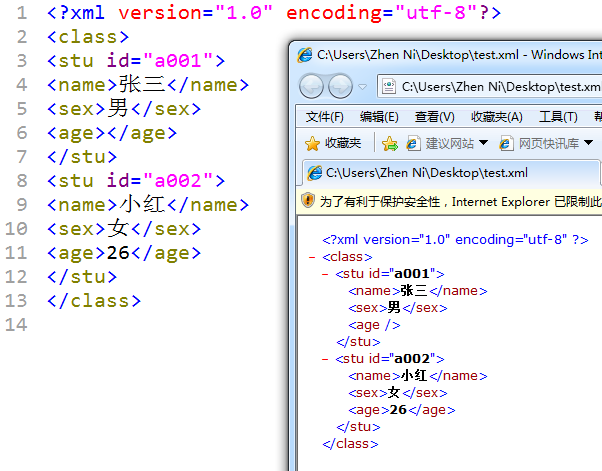 1 <?xml version="1.0" encoding="utf-8"?>
2 <class>
3 <stu id="a001">
4 <name>张三</name>
5 <sex>男</sex>
6 <age></age>
7 </stu>
8 <stu id="a002">
9 <name>小红</name>
10 <sex>女</sex>
11 <age>26</age>
12 </stu>
13 </class>
14
C:\Users\Zhen Ni\Desktop\test.xml - Windows Int
C:\Users\Zhen Ni\Desktop\test.xm
文件(F) 编辑(E) 查看(V) 收藏夹(A) 工具(T)
收藏夹 建议网站 网页快讯库
C:\Users\Zhen Ni\Desktop\test.xml
为了有利于保护安全性，Internet Explorer 已限制此
<?xml version="1.0" encoding="utf-8" ?>
- <class>
- <stu id="a001">
<name>张三</name>
<sex>男</sex>
<age />
</stu>
- <stu id="a002">
<name>小红</name>
<sex>女</sex>
<age>26</age>
</stu>
</class>